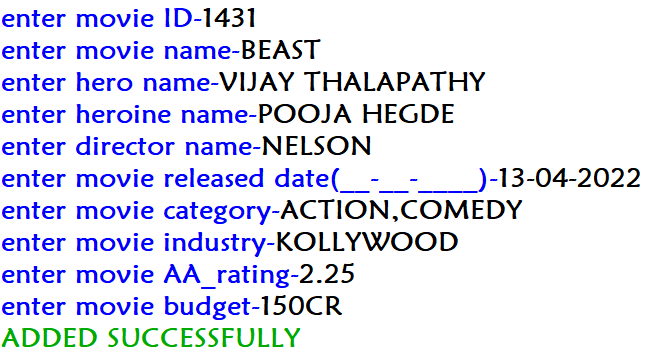 enter movie ID-1431
enter movie name-BEAST
enter hero name-VIJAY THALAPATHY
enter heroine name-POOJA HEGDE
enter director name-NELSON
enter movie released date(__-__-____)-13-04-2022
enter movie category-ACTION,COMEDY
enter movie industry-KOLLYWOOD
enter movie AA_rating-2.25
enter movie budget-150CR
ADDED SUCCESSFULLY